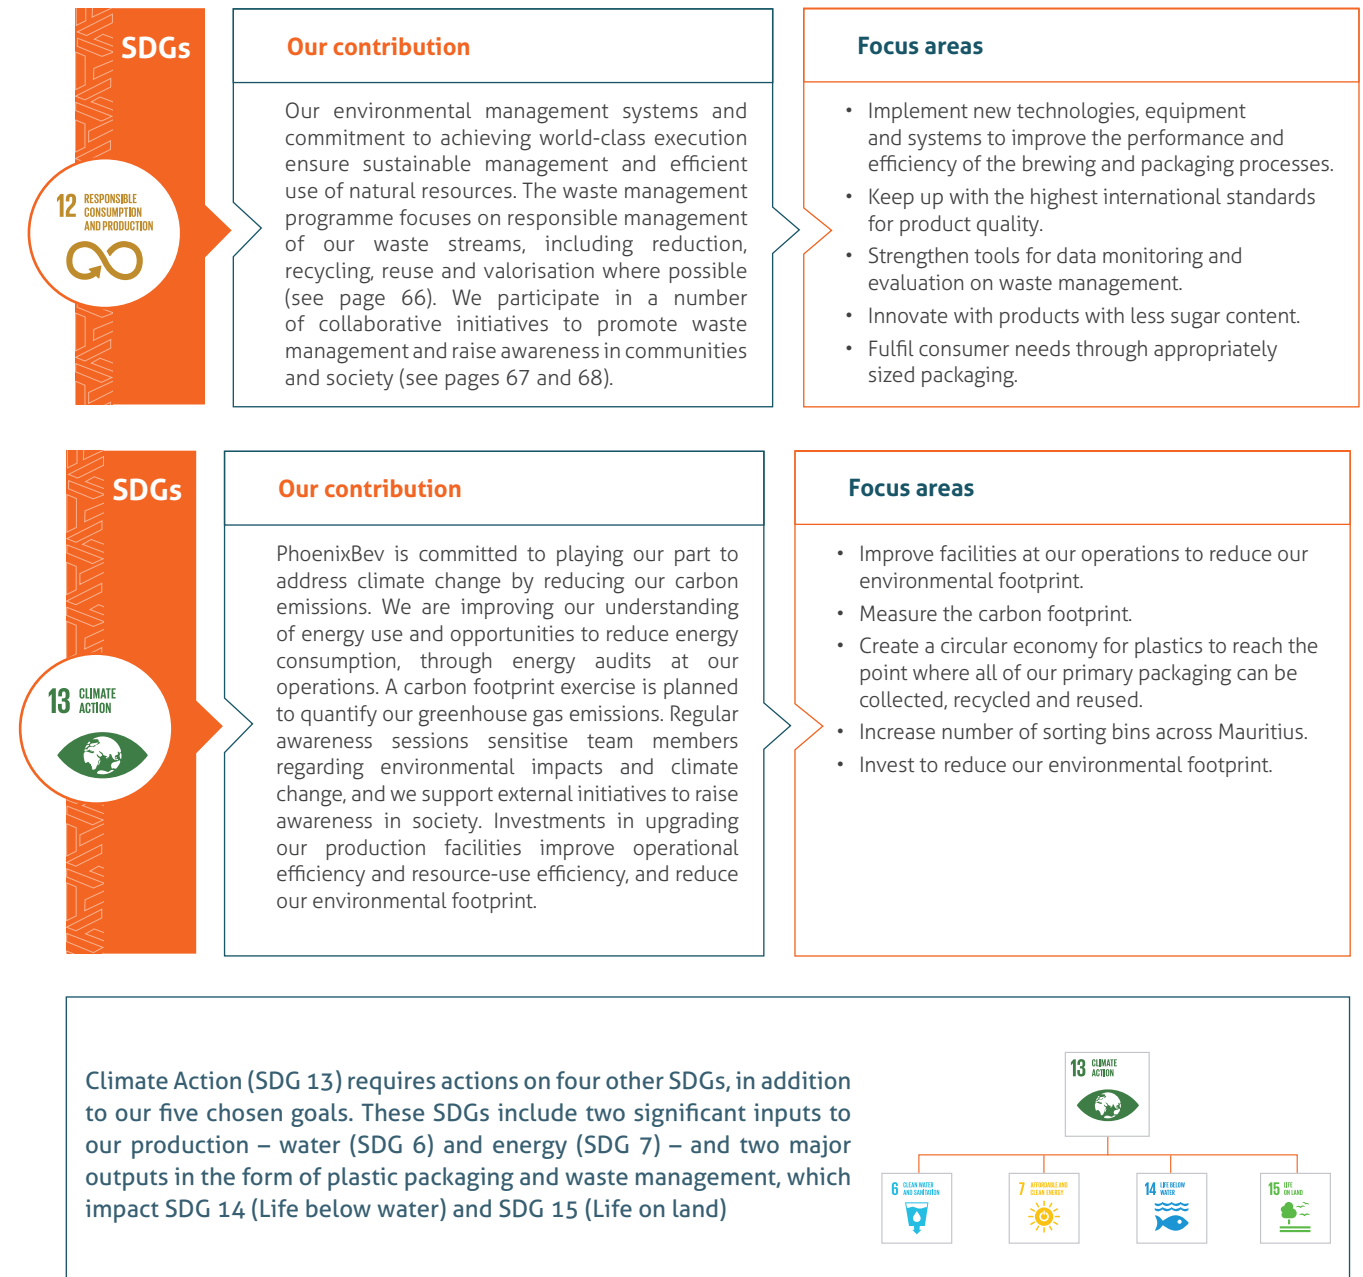 SDGs
12 RESPONSIBLE
CONSUMPTION
AND PRODUCTION
Our contribution
Our environmental management systems and
commitment to achieving world-class execution
ensure sustainable management and efficient
use of natural resources. The waste management
programme focuses on responsible management
of our waste streams, including reduction,
recycling, reuse and valorisation where possible
(see page 66). We participate in a number
of collaborative initiatives to promote waste
management and raise awareness in communities
and society (see pages 67 and 68).
Focus areas
• Implement new technologies, equipment
and systems to improve the performance and
efficiency of the brewing and packaging processes.
• Keep up with the highest international standards
for product quality.
• Strengthen tools for data monitoring and
evaluation on waste management.
• Innovate with products with less sugar content.
• Fulfil consumer needs through appropriately
sized packaging.
SDGs
13 CLIMATE
ACTION
Our contribution
PhoenixBev is committed to playing our part to
address climate change by reducing our carbon
emissions. We are improving our understanding
of energy use and opportunities to reduce energy
consumption, through energy audits at our
operations. A carbon footprint exercise is planned
to quantify our greenhouse gas emissions. Regular
awareness sessions sensitise team members
regarding environmental impacts and climate
change, and we support external initiatives to raise
awareness in society. Investments in upgrading
our production facilities improve operational
efficiency and resource-use efficiency, and reduce
our environmental footprint.
Focus areas
• Improve facilities at our operations to reduce our
environmental footprint.
• Measure the carbon footprint.
• Create a circular economy for plastics to reach the
point where all of our primary packaging can be
collected, recycled and reused.
• Increase number of sorting bins across Mauritius.
• Invest to reduce our environmental footprint.
Climate Action (SDG 13) requires actions on four other SDGs, in addition
to our five chosen goals. These SDGs include two significant inputs to
our production – water (SDG 6) and energy (SDG 7) – and two major
outputs in the form of plastic packaging and waste management, which
impact SDG 14 (Life below water) and SDG 15 (Life on land)
13 CLIMATE
ACTION
6 CLEAN WATER
AND SANITATION
7 AFFORDABLE AND
CLEAN ENERGY
14 LIFE BELOW
WATER
15 LIFE
ON LAND